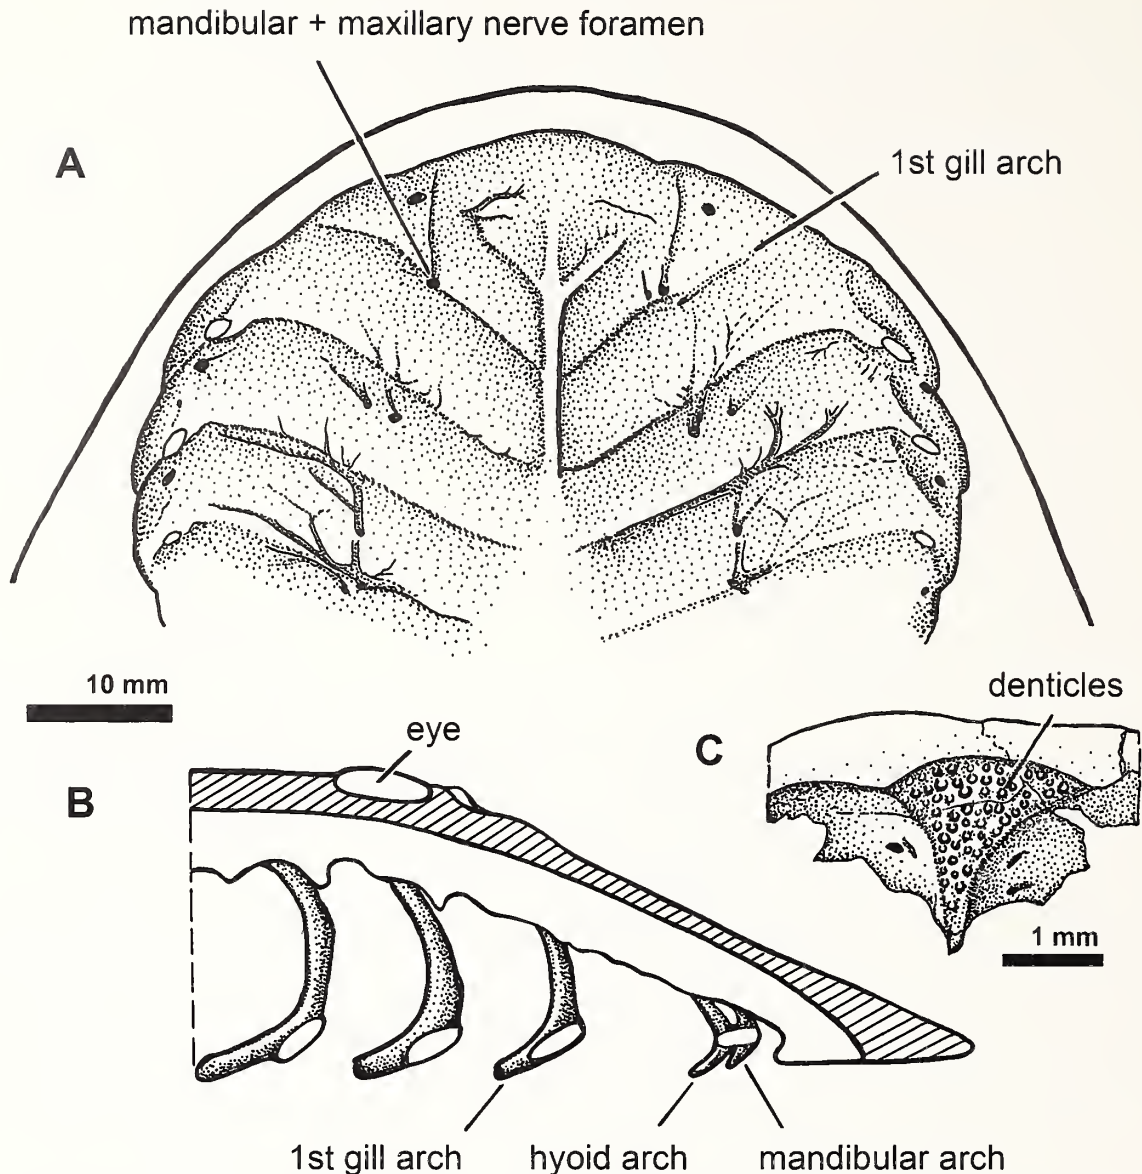 mandibular + maxillary nerve foramen
A
1st gill arch
10 mm
denticles
eye
C
B
1 mm
1st gill arch
hyoid arch
mandibular arch